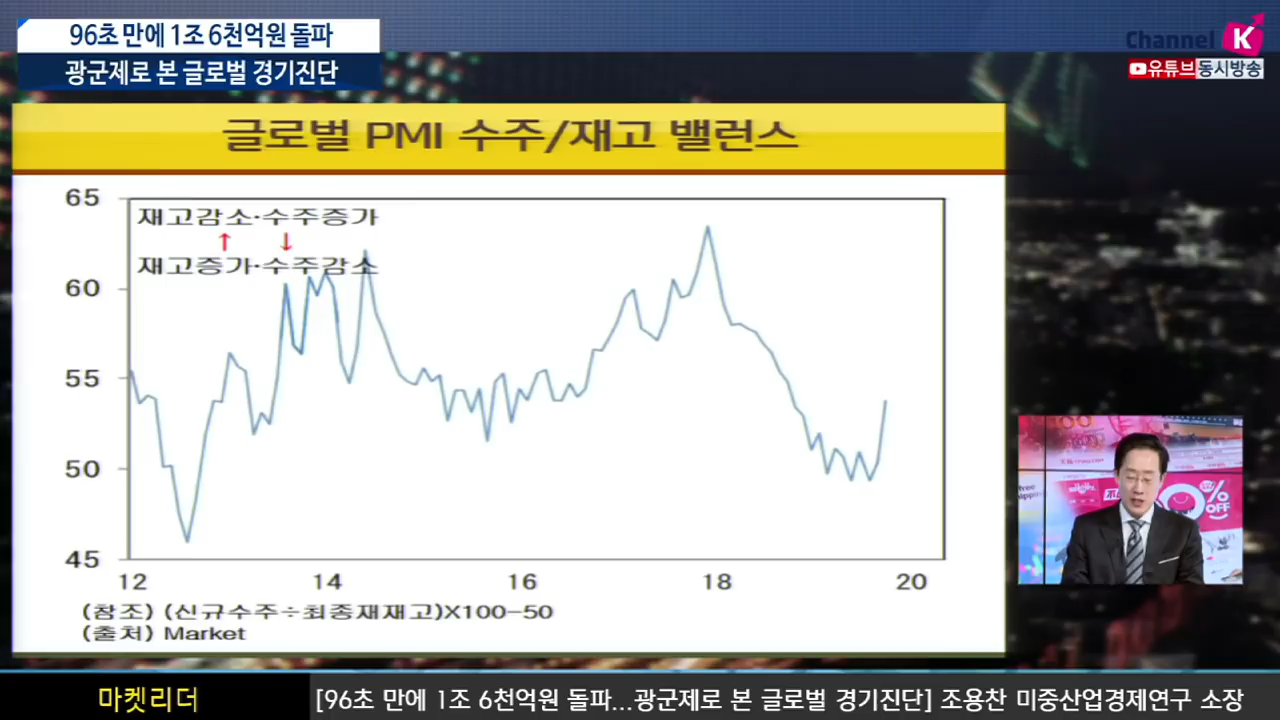 96초 만에 1조 6천억원 돌파
광군제로 본 글로벌 경기진단
Channel K
유튜브 동시방송
글로벌 PMI 수주/재고 밸런스
65
재고감소·수주증가
↑ ↓
재고증가·수주감소
60
55
50
45
12 14 16 18 20
(참조) (신규수주÷최종재재고)X100-50
(출처) Market
% OFF
마켓리더
[96초 만에 1조 6천억원 돌파...광군제로 본 글로벌 경기진단] 조용찬 미중산업경제연구 소장